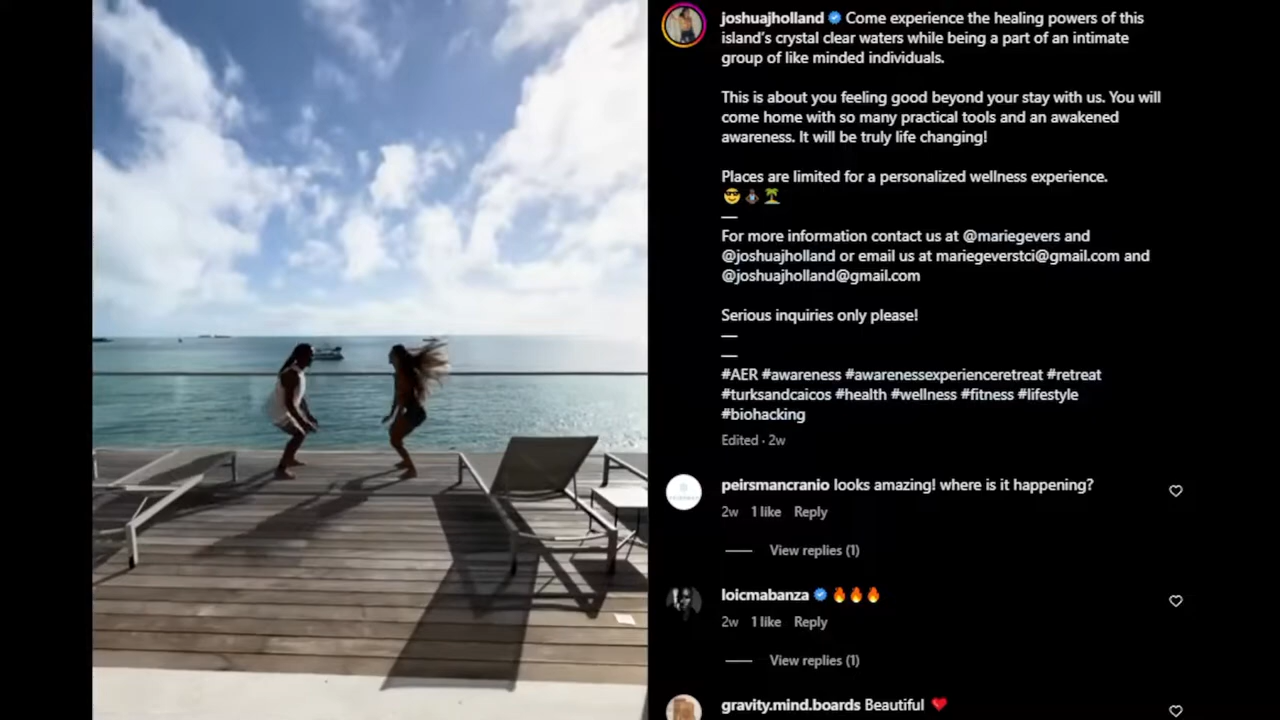 joshuajholland Come experience the healing powers of this
island's crystal clear waters while being a part of an intimate
group of like minded individuals.
This is about you feeling good beyond your stay with us. You will
come home with so many practical tools and an awakened
awareness. It will be truly life changing!
Places are limited for a personalized wellness experience.
😎 🏝️
—
For more information contact us at @mariegevers and
@joshuajholland or email us at mariegeverstci@gmail.com and
@joshuajholland@gmail.com
—
Serious inquiries only please!
—
—
#AER #awareness #awarenessexperienceretreat #retreat
#turksandcaicos #health #wellness #fitness #lifestyle
#biohacking
Edited · 2w
peirsmancranio looks amazing! where is it happening?
2w 1 like Reply
View replies (1)
loicmabanza 🔥🔥🔥
2w 1 like Reply
View replies (1)
gravity.mind.boards Beautiful ❤️